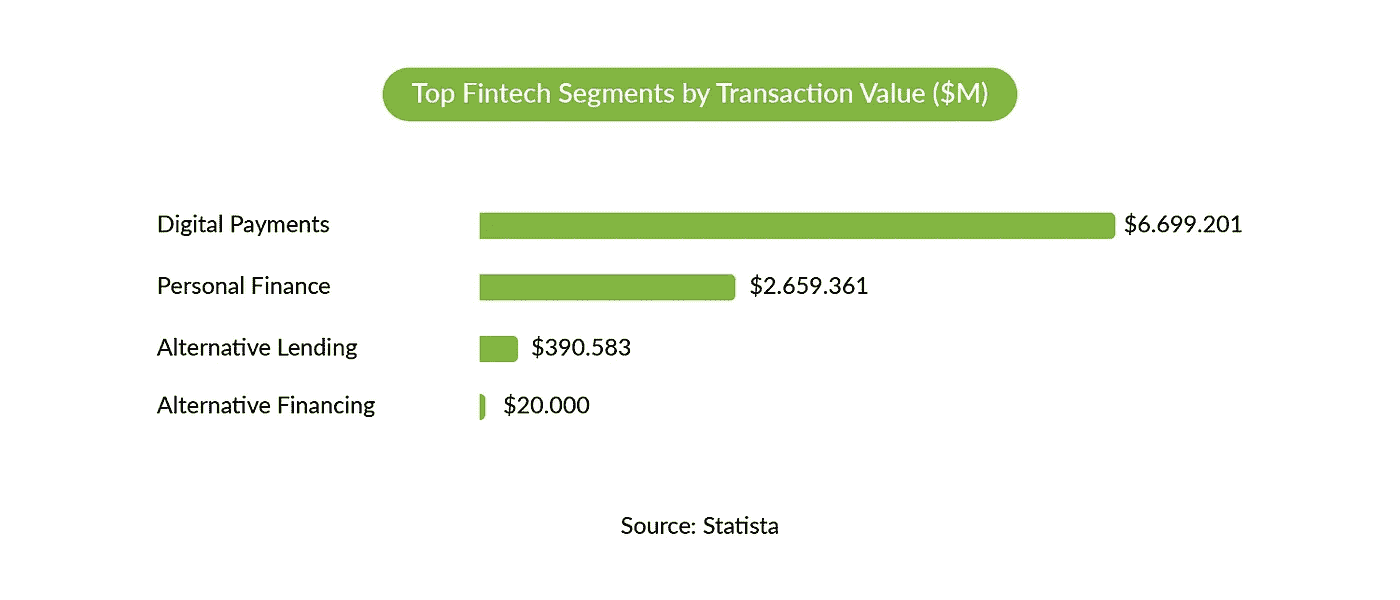 Top Fintech Segments by Transaction Value ($M)
Digital Payments $6.699.201
Personal Finance $2.659.361
Alternative Lending $390.583
Alternative Financing $20.000
Source: Statista